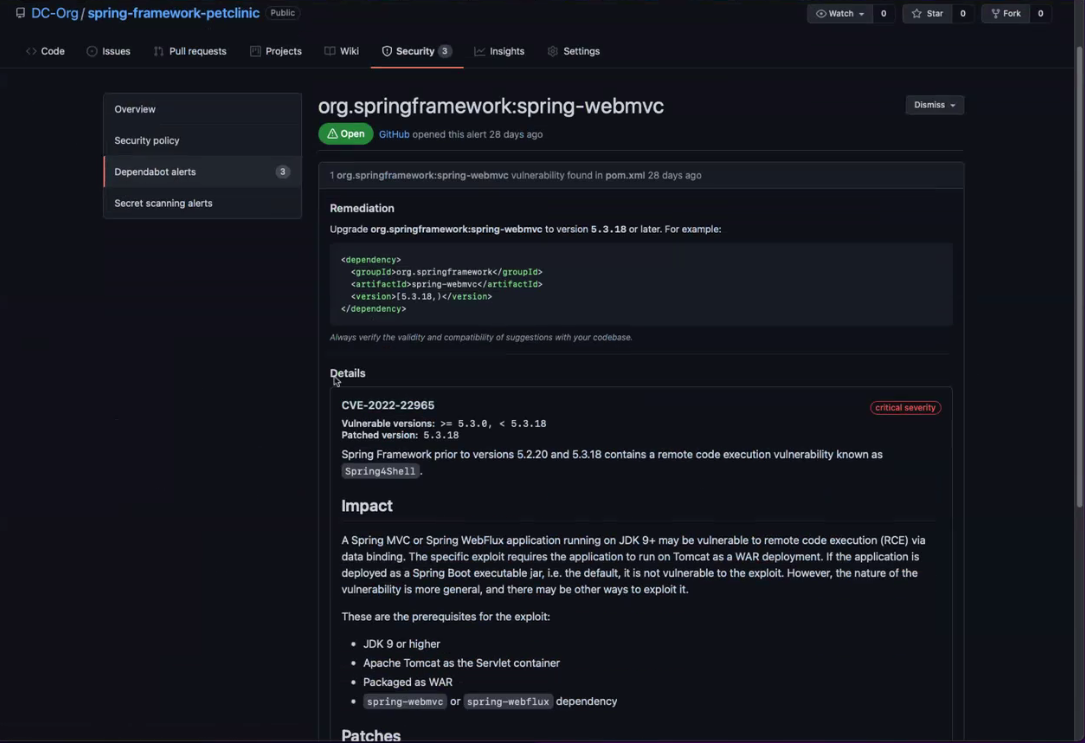 DC-Org / spring-framework-petclinic Public
Watch 0 Star 0 Fork 0
Code Issues Pull requests Projects Wiki Security 3 Insights Settings
Overview
Security policy
Dependabot alerts 3
Secret scanning alerts
org.springframework:spring-webmvc
Dismiss
Open GitHub opened this alert 28 days ago
1 org.springframework:spring-webmvc vulnerability found in pom.xml 28 days ago
Remediation
Upgrade org.springframework:spring-webmvc to version 5.3.18 or later. For example:
<dependency>
<groupId>org.springframework</groupId>
<artifactId>spring-webmvc</artifactId>
<version>[5.3.18,)</version>
</dependency>
Always verify the validity and compatibility of suggestions with your codebase.
Details
CVE-2022-22965
critical severity
Vulnerable versions: >= 5.3.0, < 5.3.18
Patched version: 5.3.18
Spring Framework prior to versions 5.2.20 and 5.3.18 contains a remote code execution vulnerability known as
Spring4Shell.
Impact
A Spring MVC or Spring WebFlux application running on JDK 9+ may be vulnerable to remote code execution (RCE) via
data binding. The specific exploit requires the application to run on Tomcat as a WAR deployment. If the application is
deployed as a Spring Boot executable jar, i.e. the default, it is not vulnerable to the exploit. However, the nature of the
vulnerability is more general, and there may be other ways to exploit it.
These are the prerequisites for the exploit:
• JDK 9 or higher
• Apache Tomcat as the Servlet container
• Packaged as WAR
• spring-webmvc or spring-webflux dependency
Patches